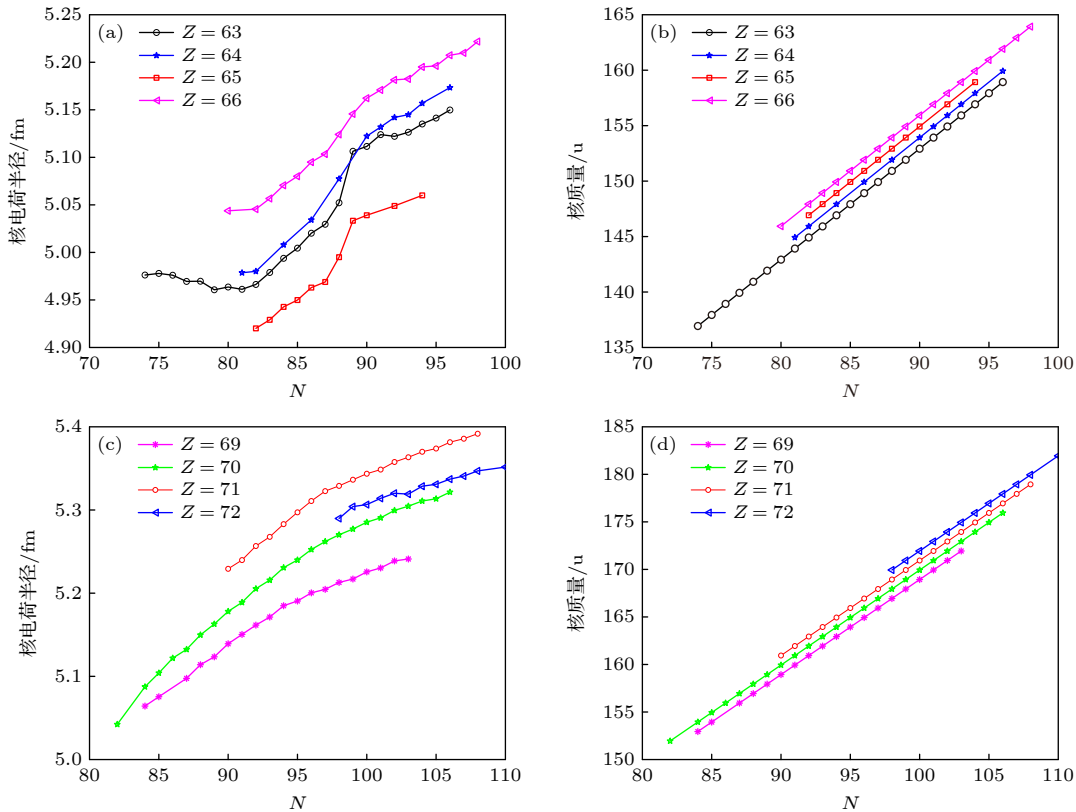 (a)
Z = 63
Z = 64
Z = 65
Z = 66
5.25
5.20
5.15
5.10
5.05
5.00
4.95
4.90
核电荷半径/fm
70 75 80 85 90 95 100
N
(b)
Z = 63
Z = 64
Z = 65
Z = 66
165
160
155
150
145
140
135
核质量/u
70 75 80 85 90 95 100
N
(c)
Z = 69
Z = 70
Z = 71
Z = 72
5.4
5.3
5.2
5.1
5.0
核电荷半径/fm
80 85 90 95 100 105 110
N
(d)
Z = 69
Z = 70
Z = 71
Z = 72
185
180
175
170
165
160
155
150
核质量/u
80 85 90 95 100 105 110
N